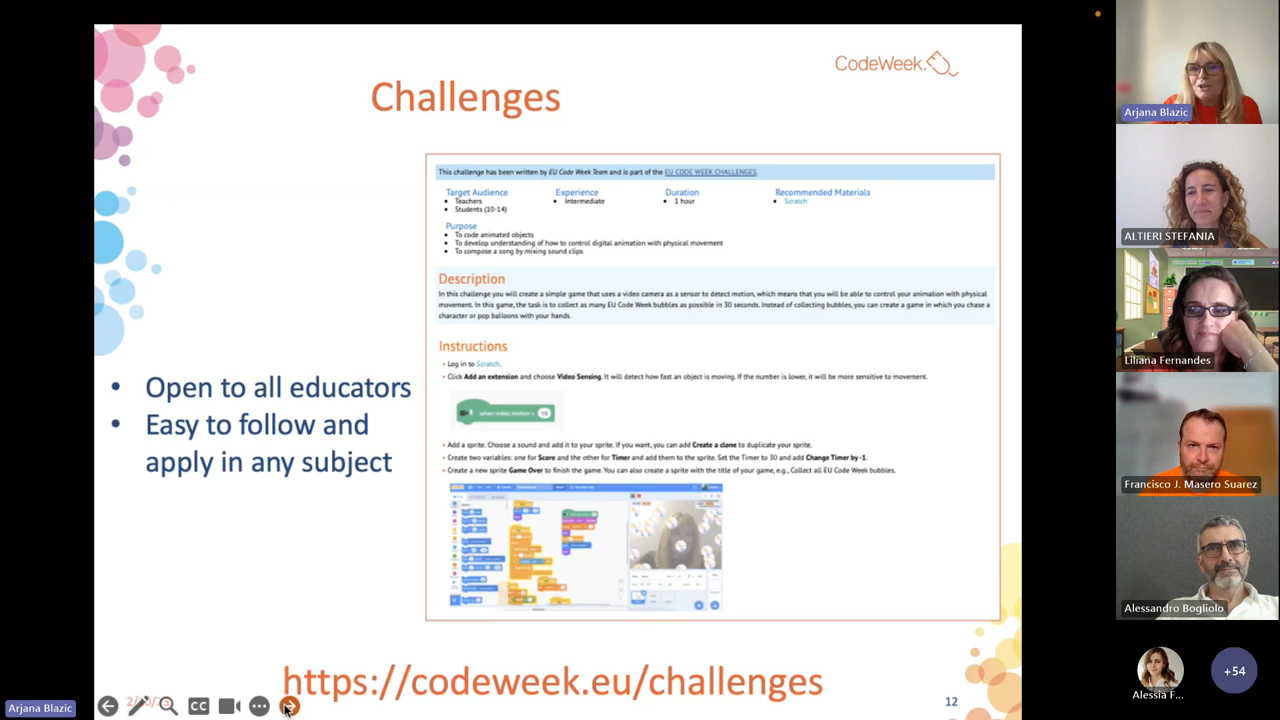 CodeWeek.
Challenges
This challenge has been written by EU Code Week Team and is part of the EU CODE WEEK CHALLENGES.
Target Audience
• Teachers
• Students (10-14)
Experience
• Intermediate
Duration
• 1 hour
Recommended Materials
• Scratch
Purpose
• To code animated objects
• To develop understanding of how to control digital animation with physical movement
• To compose a song by mixing sound clips
Description
In this challenge you will create a simple game that uses a video camera as a sensor to detect motion, which means that you will be able to control your animation with physical
movement. In this game, the task is to collect as many EU Code Week bubbles as possible in 30 seconds. Instead of collecting bubbles, you can create a game in which you chase a
character or pop balloons with your hands.
Instructions
• Log in to Scratch.
• Click Add an extension and choose Video Sensing. It will detect how fast an object is moving. If the number is lower, it will be more sensitive to movement.
when video motion > 10
• Add a sprite. Choose a sound and add it to your sprite. If you want, you can add Create a clone to duplicate your sprite.
• Create two variables: one for Score and the other for Timer and add them to the sprite. Set the Timer to 30 and add Change Timer by -1.
• Create a new sprite Game Over to finish the game. You can also create a sprite with the title of your game, e.g., Collect all EU Code Week bubbles.
• Open to all educators
• Easy to follow and
apply in any subject
https://codeweek.eu/challenges
12
CC
Arjana Blazic
Arjana Blazic
ALTIERI STEFANIA
Liliana Fernandes
Francisco J. Masero Suarez
Alessandro Bogliolo
Alessia F...
+54